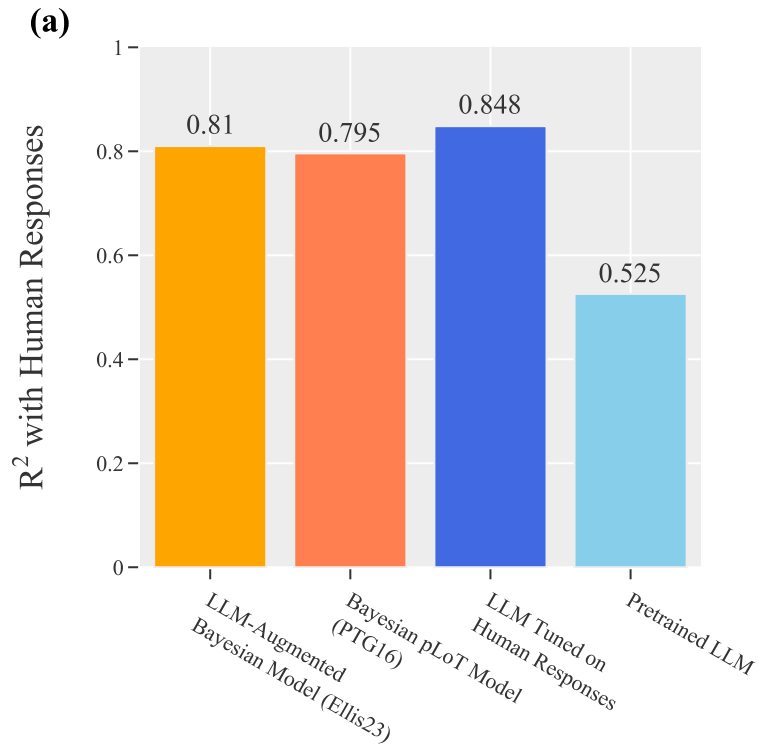 (a)
R² with Human Responses
1
0.8
0.6
0.4
0.2
0
0.81
0.795
0.848
0.525
LLM-Augmented
Bayesian Model (Ellis23)
Bayesian pLoT Model
(PTG16)
LLM Tuned on
Human Responses
Pretrained LLM